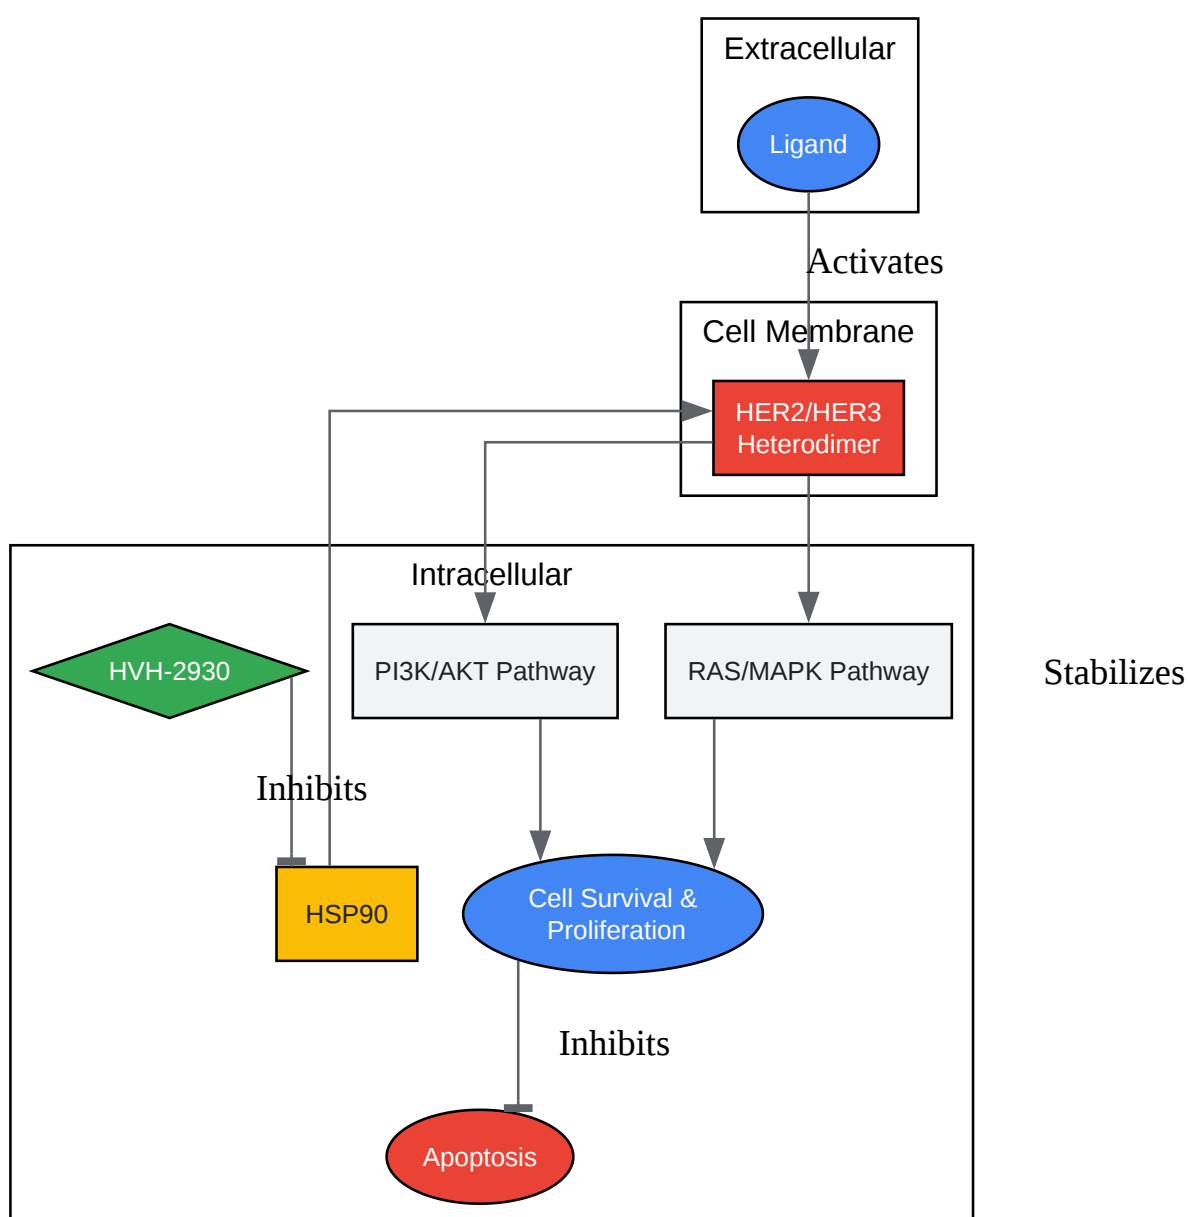 Extracellular
Ligand
Activates
Cell Membrane
HER2/HER3
Heterodimer
Intracellular
HVH-2930
PI3K/AKT Pathway
RAS/MAPK Pathway
Stabilizes
Inhibits
HSP90
Cell Survival &
Proliferation
Inhibits
Apoptosis